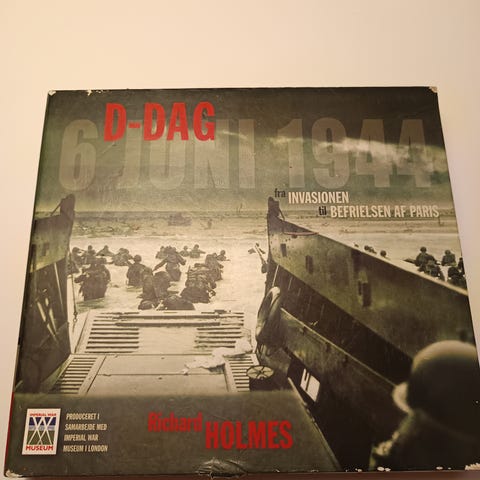 D-DAG
6 JUNI 1944
fra INVASIONEN
til BEFRIELSEN AF PARIS
IMPERIAL WAR
MUSEUM
PRODUCERET I
SAMARBEJDE MED
IMPERIAL WAR
MUSEUM I LONDON
Richard HOLMES